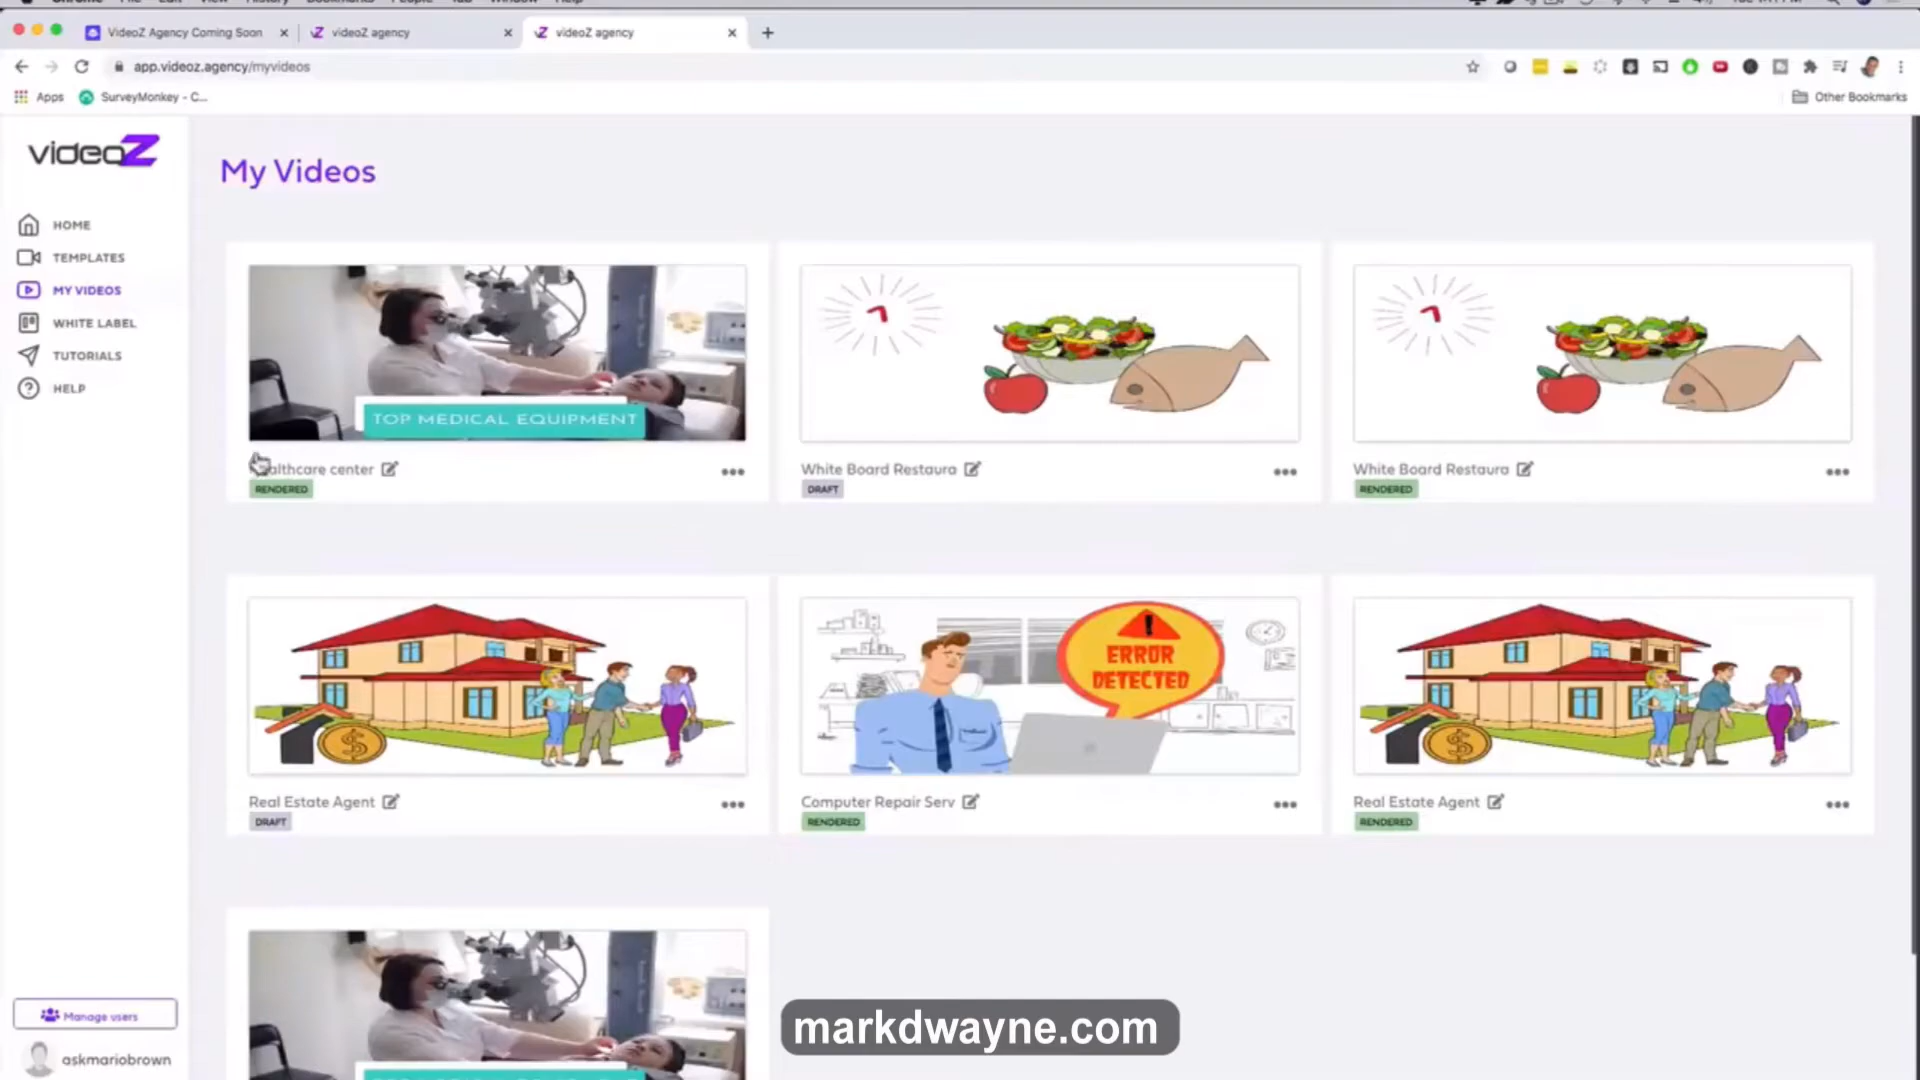 VideoZ Agency Coming Soon
videoZ agency
videoZ agency
app.videoz.agency/myvideos
Apps
SurveyMonkey - C...
Other Bookmarks
videoZ
My Videos
HOME
TEMPLATES
MY VIDEOS
WHITE LABEL
TUTORIALS
HELP
TOP MEDICAL EQUIPMENT
Healthcare center
RENDERED
White Board Restaura
DRAFT
White Board Restaura
RENDERED
ERROR
DETECTED
Real Estate Agent
DRAFT
Computer Repair Serv
RENDERED
Real Estate Agent
RENDERED
Manage users
askmariobrown
markdwayne.com